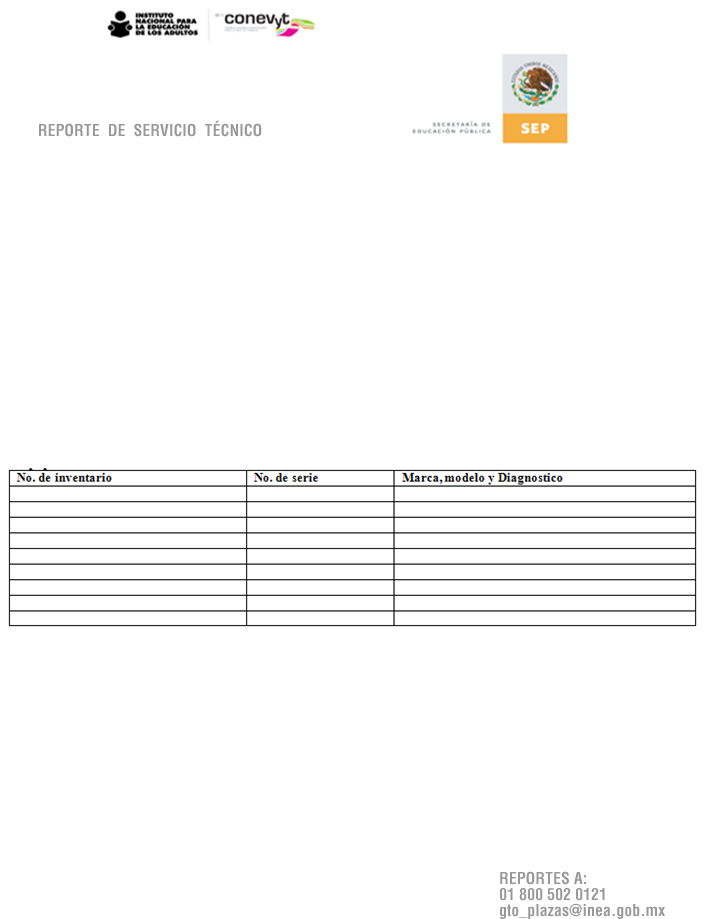 INSTITUTO
NACIONAL PARA
LA EDUCACIÓN
DE LOS ADULTOS
conevyt
SECRETARÍA DE
EDUCACIÓN PÚBLICA
SEP
REPORTE DE SERVICIO TÉCNICO
No. de inventario No. de serie Marca, modelo y Diagnostico
REPORTES A:
01 800 502 0121
gto_plazas@inea.gob.mx